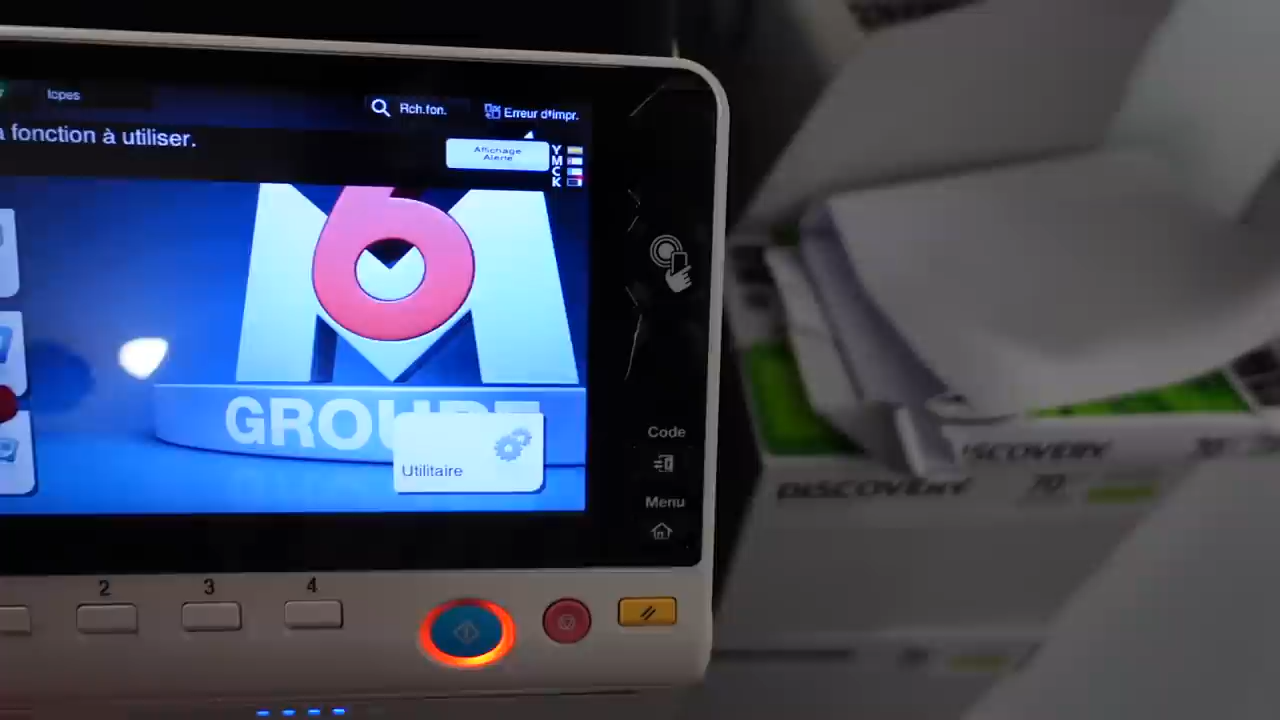 Rch.fon.
Erreur d'impr.
fonction à utiliser.
Affichage
Alerte
Y
M
C
K
M6
GROUPE
Utilitaire
Code
Menu
2
3
4
DISCOVERY
DISCOVERY
70